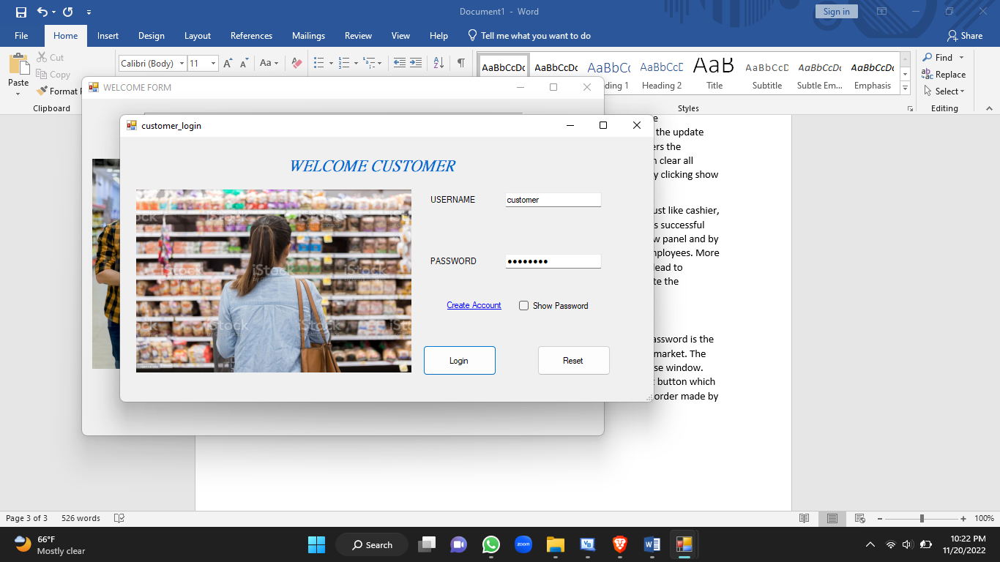 Document1 - Word
Sign in
File Home Insert Design Layout References Mailings Review View Help Tell me what you want to do Share
Paste
Cut
Copy
Format
Clipboard
Calibri (Body) 11
Aa
AaBbCcDc AaBbCcDc AaBbCc AaBbCcD AaB AaBbCcD AaBbCcDc AaBbCcDc
ding 1 Heading 2 Title Subtitle Subtle Em... Emphasis
Styles
Find
Replace
Select
Editing
WELCOME FORM
customer_login
WELCOME CUSTOMER
USERNAME customer
PASSWORD ••••••••
Create Account Show Password
Login Reset
iStock
iStock
iStock
iStock
the update
ers the
clear all
y clicking show
ust like cashier,
s successful
w panel and by
mployees. More
lead to
te the
assword is the
market. The
se window.
button which
order made by
Page 3 of 3 526 words 100%
66°F
Mostly clear
Search
zoom
VB
10:22 PM
11/20/2022